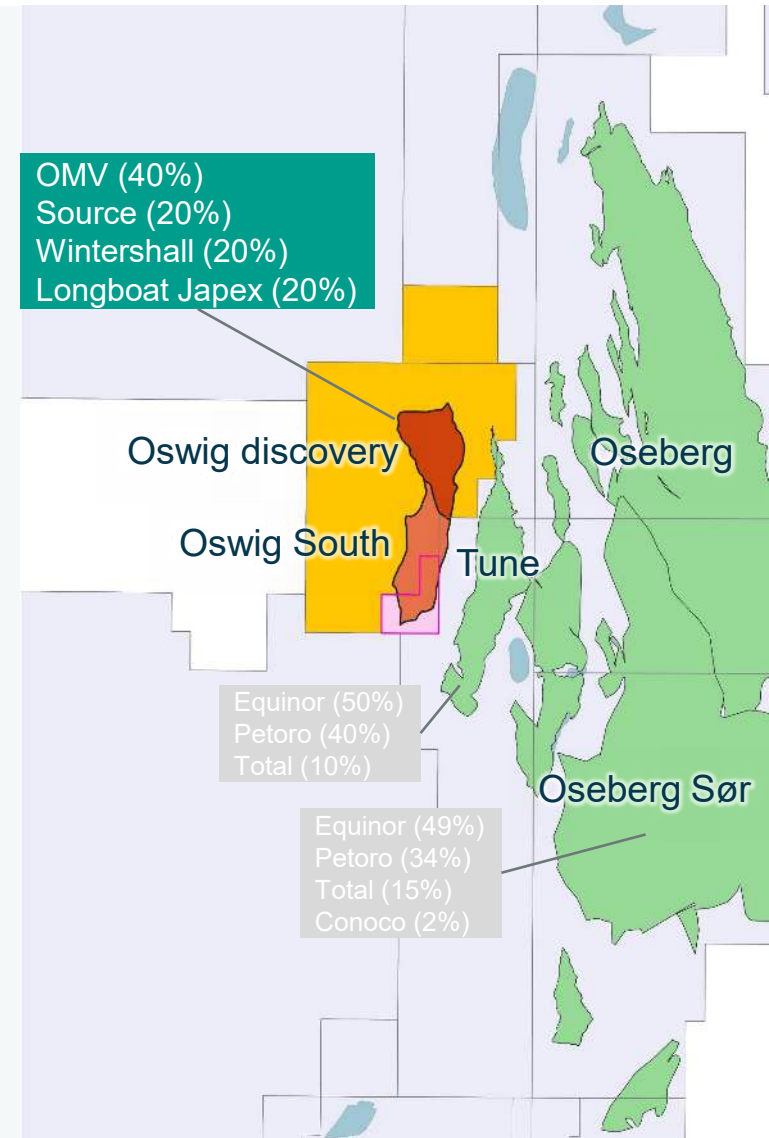 OMV (40%)
Source (20%)
Wintershall (20%)
Longboat Japex (20%)
Oswig discovery
Oseberg
Oswig South
Tune
Equinor (50%)
Petoro (40%)
Total (10%)
Oseberg Sør
Equinor (49%)
Petoro (34%)
Total (15%)
Conoco (2%)